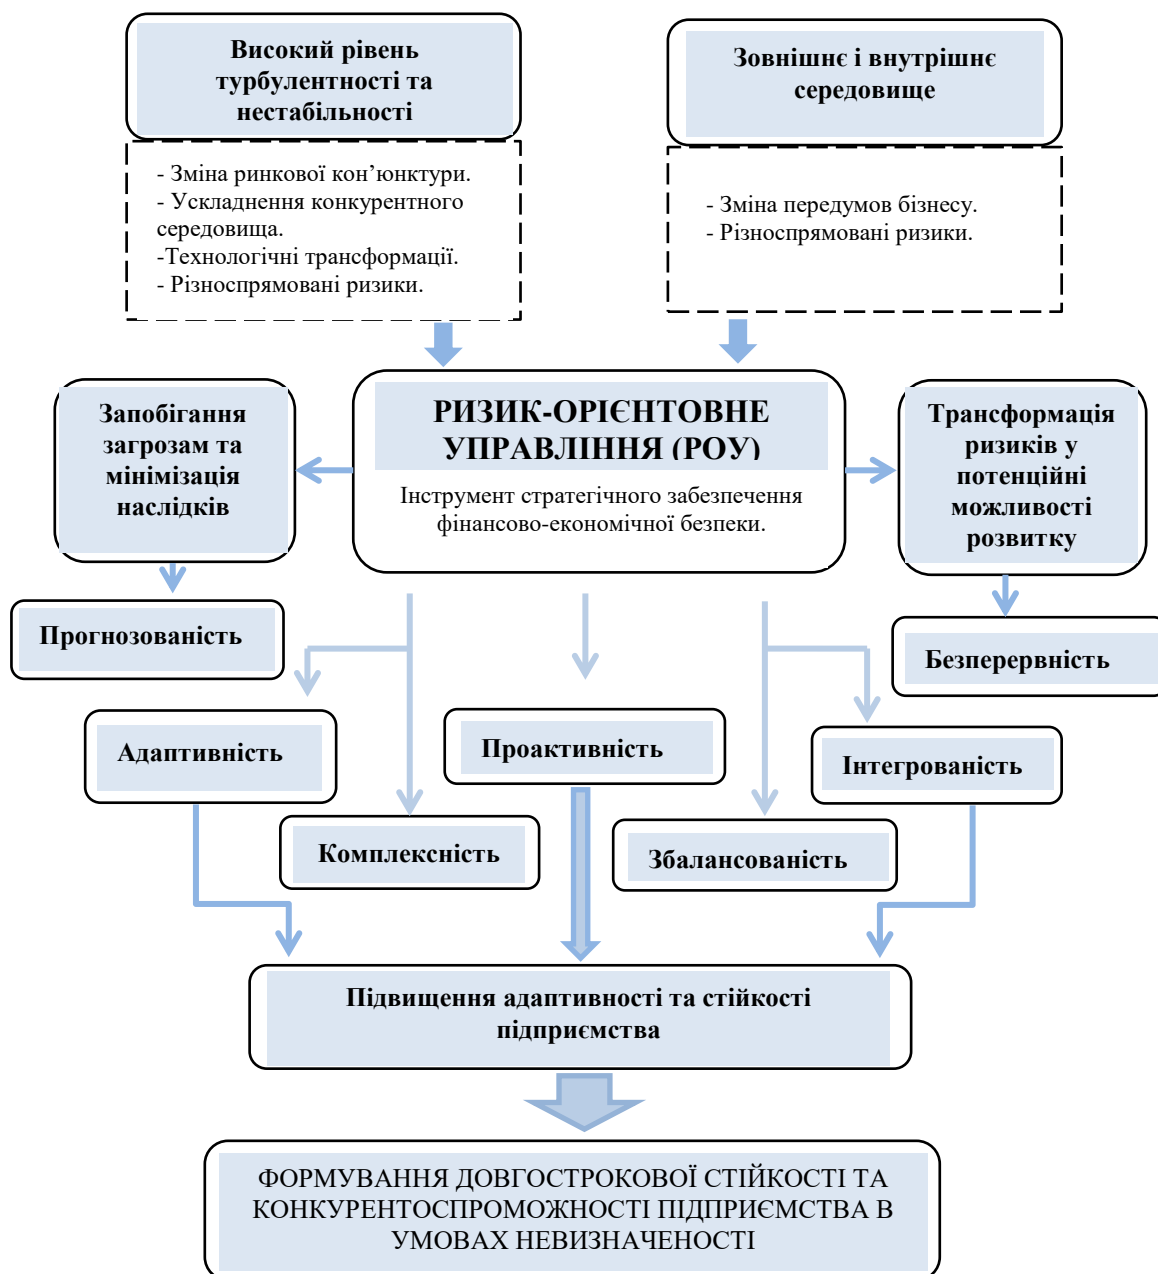 Високий рівень
турбулентності та
нестабільності
Зовнішнє і внутрішнє
середовище
- Зміна ринкової кон’юнктури.
- Ускладнення конкурентного
середовища.
-Технологічні трансформації.
- Різноспрямовані ризики.
- Зміна передумов бізнесу.
- Різноспрямовані ризики.
Запобігання
загрозам та
мінімізація
наслідків
РИЗИК-ОРІЄНТОВНЕ
УПРАВЛІННЯ (РОУ)
Інструмент стратегічного забезпечення
фінансово-економічної безпеки.
Трансформація
ризиків у
потенційні
можливості
розвитку
Прогнозованість
Безперервність
Адаптивність
Проактивність
Інтегрованість
Комплексність
Збалансованість
Підвищення адаптивності та стійкості
підприємства
ФОРМУВАННЯ ДОВГОСТРОКОВОЇ СТІЙКОСТІ ТА
КОНКУРЕНТОСПРОМОЖНОСТІ ПІДПРИЄМСТВА В
УМОВАХ НЕВИЗНАЧЕНОСТІ